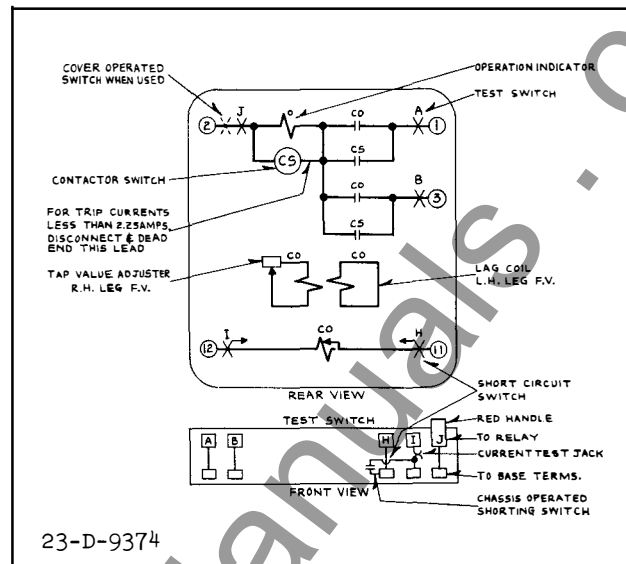 COVER OPERATED
SWITCH WHEN USED
OPERATION INDICATOR
TEST SWITCH
2
J
O
CO
A
1
CS
CS
CONTACTOR SWITCH
CO
B
3
CS
FOR TRIP CURRENTS
LESS THAN 2.25AMPS,
DISCONNECT & DEAD
END THIS LEAD
TAP VALUE ADJUSTER
R.H. LEG F.V.
CO
CO
LAG COIL
L.H. LEG F.V.
12
I
CO
H
11
REAR VIEW
SHORT CIRCUIT
SWITCH
TEST SWITCH
RED HANDLE
A
B
H
I
J
TO RELAY
CURRENT TEST JACK
TO BASE TERMS.
FRONT VIEW
CHASSIS OPERATED
SHORTING SWITCH
23-D-9374
manuals.c